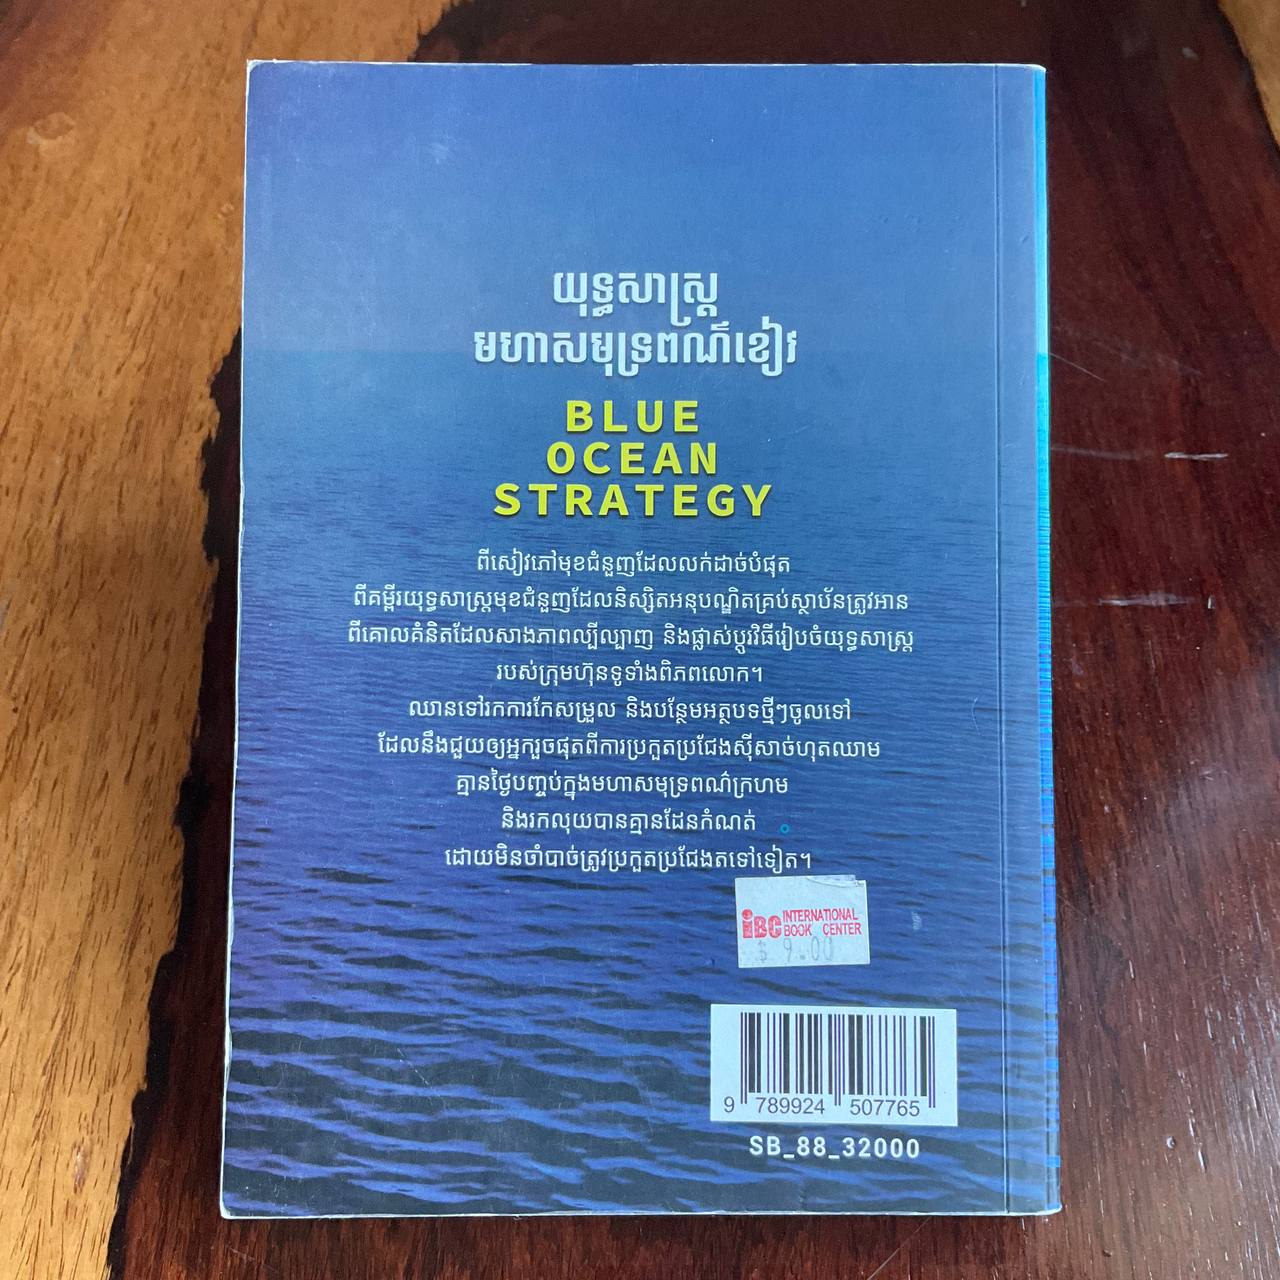 យុទ្ធសាស្ត្រ
មហាសមុទ្រពណ៌ខៀវ
BLUE
OCEAN
STRATEGY
ពីសៀវភៅមុខជំនួញដែលលក់ដាច់បំផុត
ពីគម្ពីរយុទ្ធសាស្ត្រមុខជំនួញដែលនិស្សិតអនុបណ្ឌិតគ្រប់ស្ថាប័នត្រូវអាន
ពីគោលគំនិតដែលសាងភាពល្បីល្បាញ និងផ្លាស់ប្តូរវិធីរៀបចំយុទ្ធសាស្ត្រ
របស់ក្រុមហ៊ុនទូទាំងពិភពលោក។
ឈានទៅរកការកែសម្រួល និងបន្ថែមអត្ថបទថ្មីៗចូលទៅ
ដែលនឹងជួយឲ្យអ្នករួចផុតពីការប្រកួតប្រជែងស៊ីសាច់ហុតឈាម
គ្មានថ្ងៃបញ្ចប់ក្នុងមហាសមុទ្រពណ៌ក្រហម
និងរកលុយបានគ្មានដែនកំណត់
ដោយមិនចាំបាច់ត្រូវប្រកួតប្រជែងតទៅទៀត។
iBC INTERNATIONAL
BOOK CENTER
$ 9.00
9 789924 507765
SB_88_32000